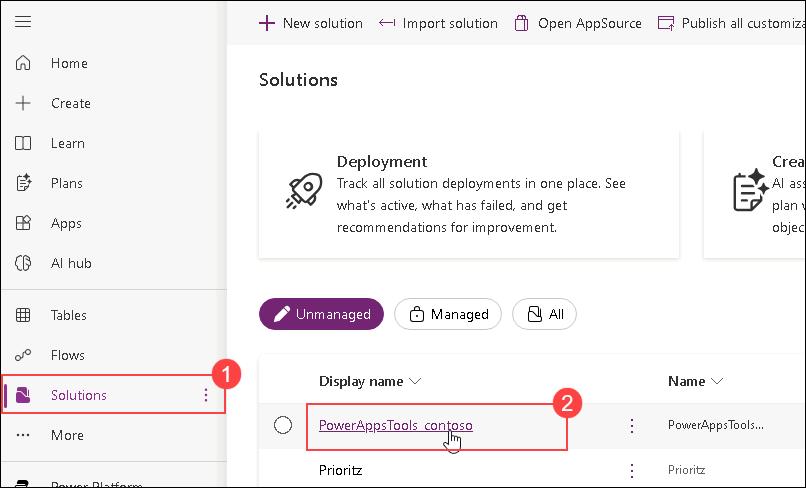 New solution
Import solution
Open AppSource
Publish all customiza
Home
Create
Learn
Plans
Apps
AI hub
Tables
Flows
Solutions
More
Power Platform
1
Solutions
Deployment
Track all solution deployments in one place. See
what's active, what has failed, and get
recommendations for improvement.
Crea
AI ass
plan w
objec
Unmanaged
Managed
All
Display name
Name
2
PowerAppsTools_contoso
PowerAppsTools...
Prioritz
Prioritz